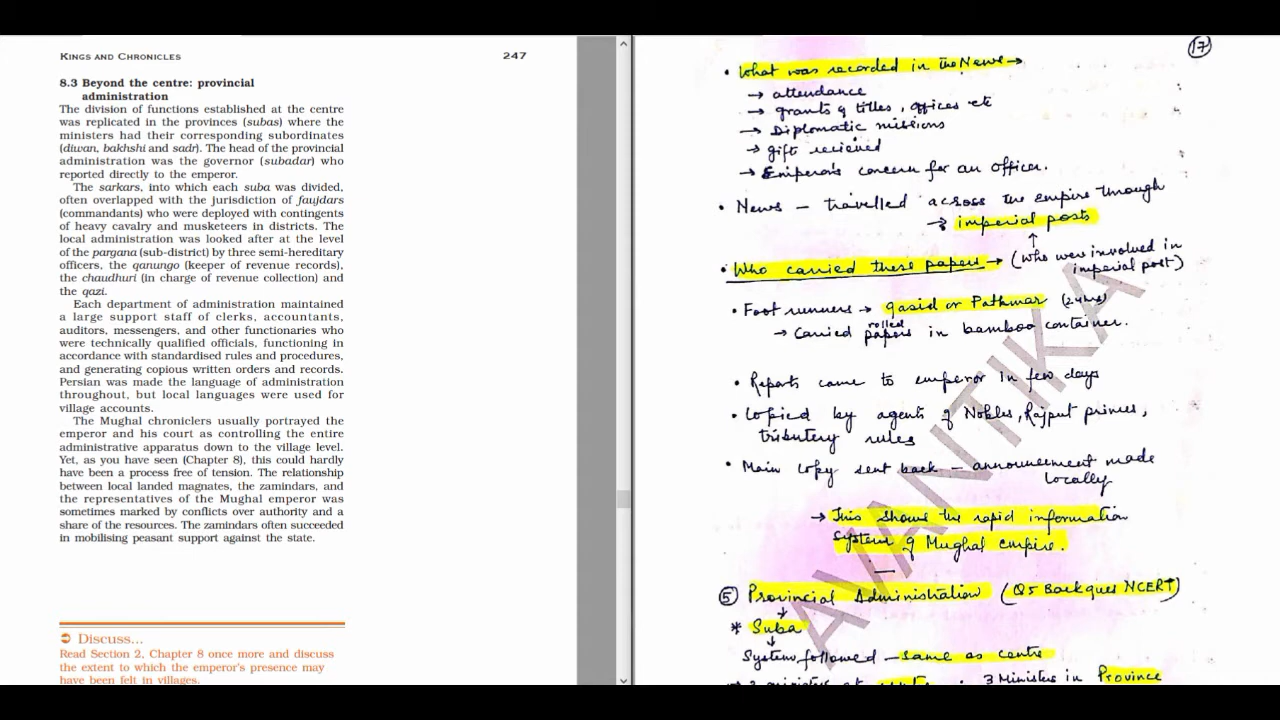 KINGS AND CHRONICLES 247
8.3 Beyond the centre: provincial
administration
The division of functions established at the centre
was replicated in the provinces (subas) where the
ministers had their corresponding subordinates
(diwan, bakhshi and sadr). The head of the provincial
administration was the governor (subadar) who
reported directly to the emperor.
The sarkars, into which each suba was divided,
often overlapped with the jurisdiction of faujdars
(commandants) who were deployed with contingents
of heavy cavalry and musketeers in districts. The
local administration was looked after at the level
of the pargana (sub-district) by three semi-hereditary
officers, the qanungo (keeper of revenue records),
the chaudhuri (in charge of revenue collection) and
the qazi.
Each department of administration maintained
a large support staff of clerks, accountants,
auditors, messengers, and other functionaries who
were technically qualified officials, functioning in
accordance with standardised rules and procedures,
and generating copious written orders and records.
Persian was made the language of administration
throughout, but local languages were used for
village accounts.
The Mughal chroniclers usually portrayed the
emperor and his court as controlling the entire
administrative apparatus down to the village level.
Yet, as you have seen (Chapter 8), this could hardly
have been a process free of tension. The relationship
between local landed magnates, the zamindars, and
the representatives of the Mughal emperor was
sometimes marked by conflicts over authority and a
share of the resources. The zamindars often succeeded
in mobilising peasant support against the state.
➲ Discuss...
Read Section 2, Chapter 8 once more and discuss
the extent to which the emperor's presence may
have been felt in villages.
17
• What was recorded in the News →
→ attendance
→ grants of titles, offices etc
→ Diplomatic missions
→ gift recieved
→ Emperor's concern for an officer.
• News – travelled across the empire through
→ imperial posts
• Who carried these papers → (who were involved in
imperial post)
• Foot runners → qasid or Pathmar (24hrs)
→ Carried rolled papers in bamboo container.
• Reports came to emperor in few days
• Copied by agents of Nobles, Rajput princes,
tributery rules
• Main copy sent back – announcement made
locally
→ This shows the rapid information
system of Mughal empire.
⑤ Provincial Administration (Q5 Back ques NCERT)
↓
* Suba
↓
System followed – same as centre
→ 3 ministers at centre : 3 Ministers in Province
AVANTIKA